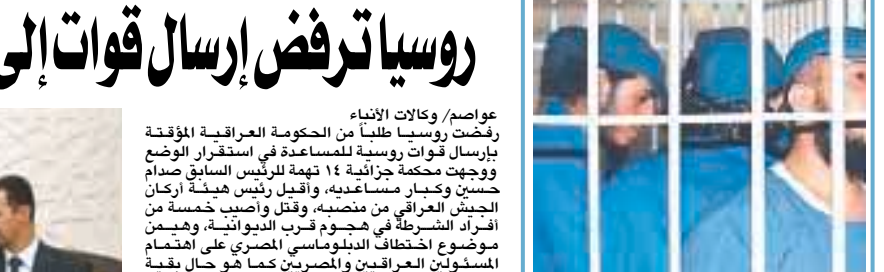 روسيا ترفض إرسال قوات إلى
عواصم/ وكالات الأنباء
رفضت روسيا طلباً من الحكومة العراقية المؤقتة
بإرسال قوات روسية للمساعدة في استقرار الوضع
ووجهت محكمة جزائية ١٤ تهمة للرئيس السابق صدام
حسين وكبار مساعديه، وأقيل رئيس هيئة أركان
الجيش العراقي من منصبه، وقتل وأصيب خمسة من
أفراد الشرطة في هجوم قرب الديوانية، وهيمن
موضوع اختطاف الدبلوماسي المصري على اهتمام
المسئولين العراقيين والمصريين كما هو حال بقية